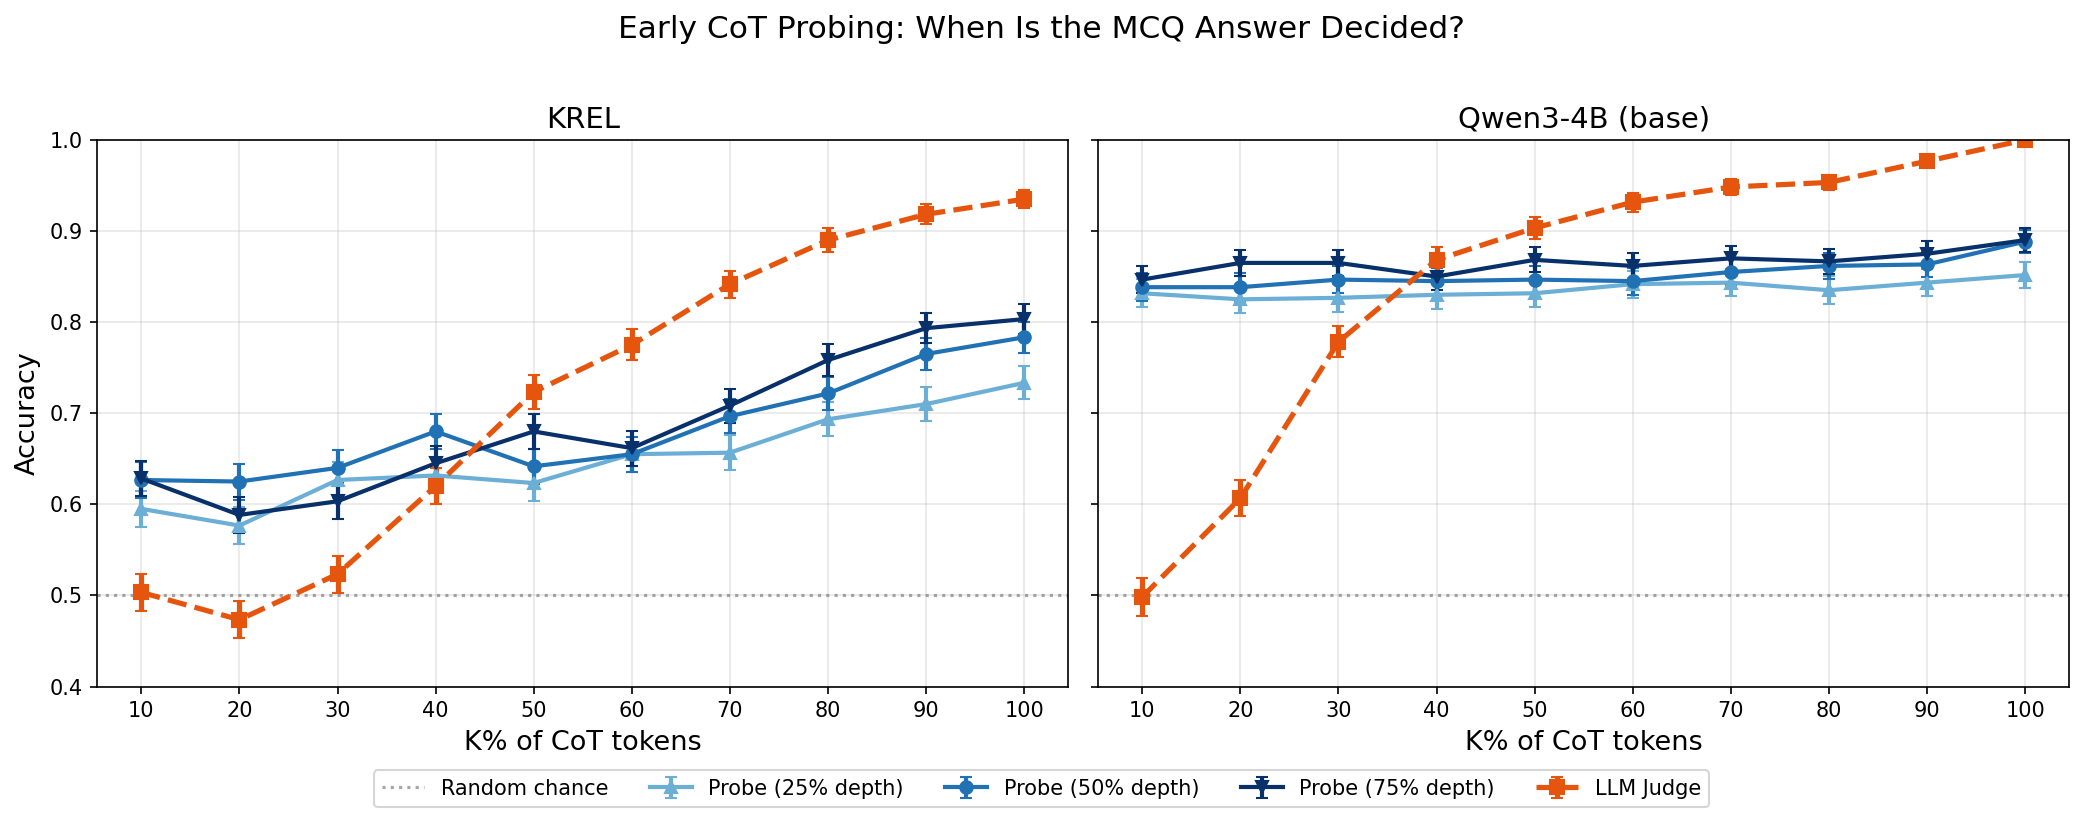 Early CoT Probing: When Is the MCQ Answer Decided?
KREL
Qwen3-4B (base)
1.0
0.9
0.8
0.7
0.6
0.5
0.4
Accuracy
10 20 30 40 50 60 70 80 90 100
10 20 30 40 50 60 70 80 90 100
K% of CoT tokens
K% of CoT tokens
Random chance
Probe (25% depth)
Probe (50% depth)
Probe (75% depth)
LLM Judge